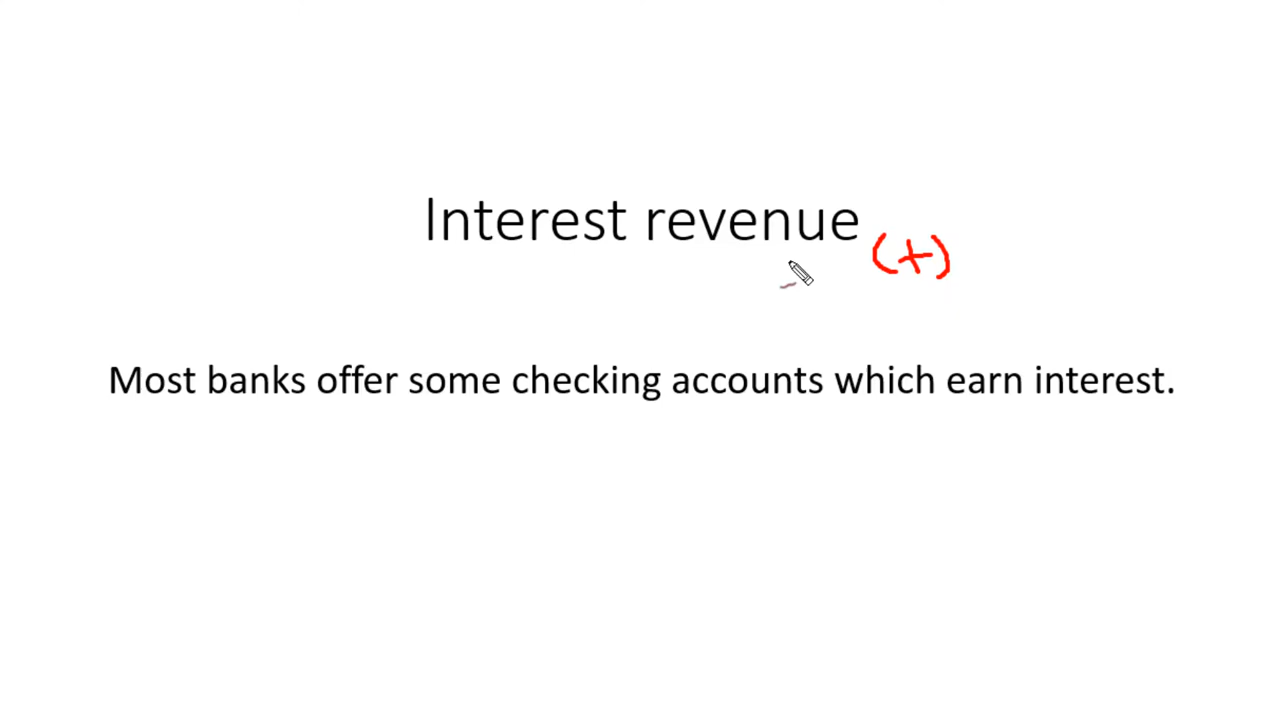 Interest revenue (+)
Most banks offer some checking accounts which earn interest.